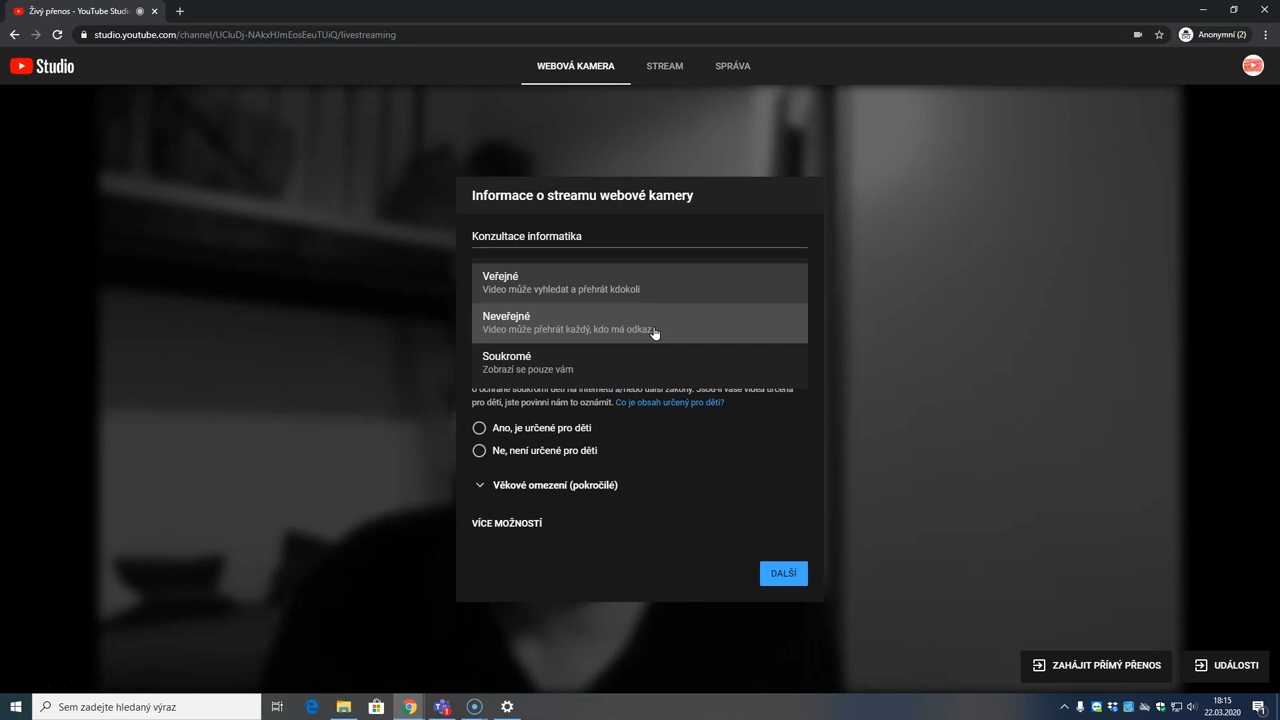 Živý přenos - YouTube Studi
studio.youtube.com/channel/UCluDj-NAkxHJmEosEeuTUiQ/livestreaming
Anonymní (2)
Studio
WEBOVÁ KAMERA
STREAM
SPRÁVA
Informace o streamu webové kamery
Konzultace informatika
Veřejné
Video může vyhledat a přehrát kdokoli
Neveřejné
Video může přehrát každý, kdo má odkaz
Soukromé
Zobrazí se pouze vám
o ochraně soukromí dětí na internetu a/nebo další zákony. Jsou-li vaše videa určena
pro děti, jste povinni nám to oznámit. Co je obsah určený pro děti?
Ano, je určené pro děti
Ne, není určené pro děti
Věkové omezení (pokročilé)
VÍCE MOŽNOSTÍ
DALŠÍ
ZAHÁJIT PŘÍMÝ PŘENOS
UDÁLOSTI
Sem zadejte hledaný výraz
18:15
22.03.2020